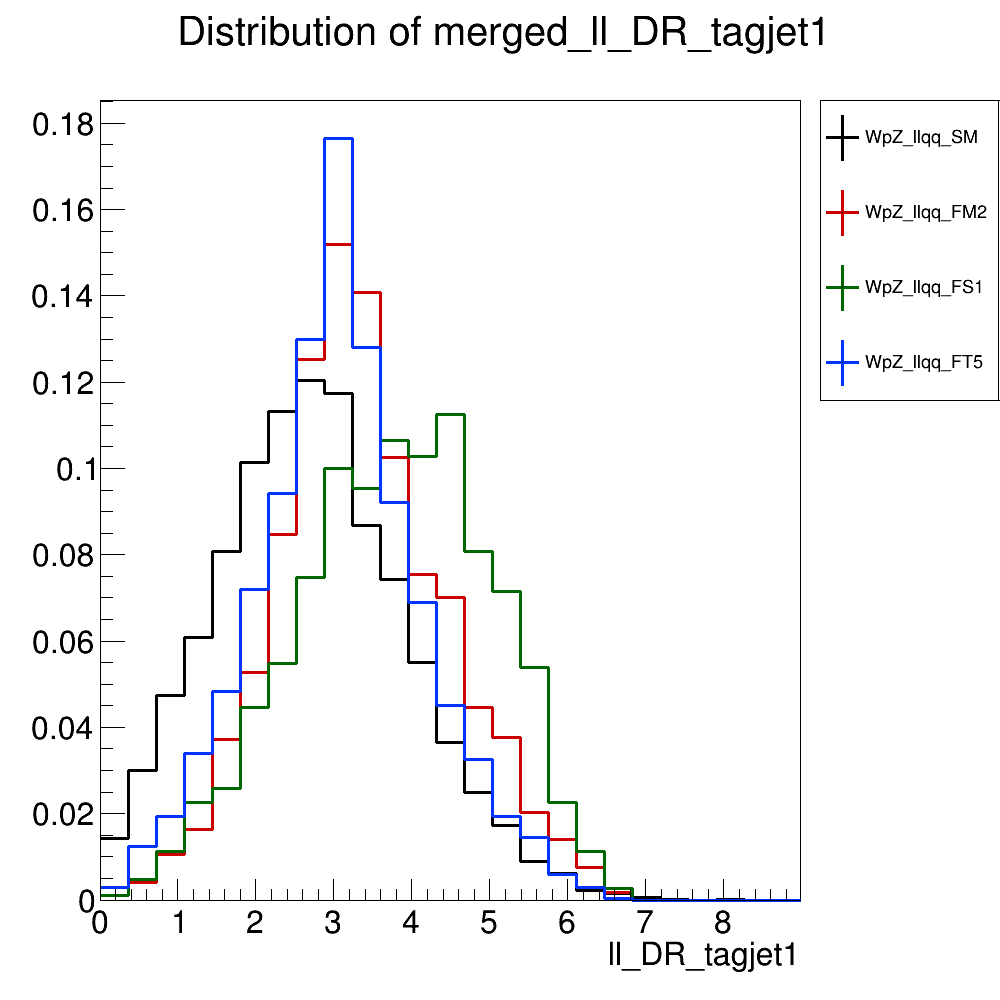 Distribution of merged_ll_DR_tagjet1
0.18
0.16
0.14
0.12
0.1
0.08
0.06
0.04
0.02
0
0 1 2 3 4 5 6 7 8
ll_DR_tagjet1
WpZ_llqq_SM
WpZ_llqq_FM2
WpZ_llqq_FS1
WpZ_llqq_FT5